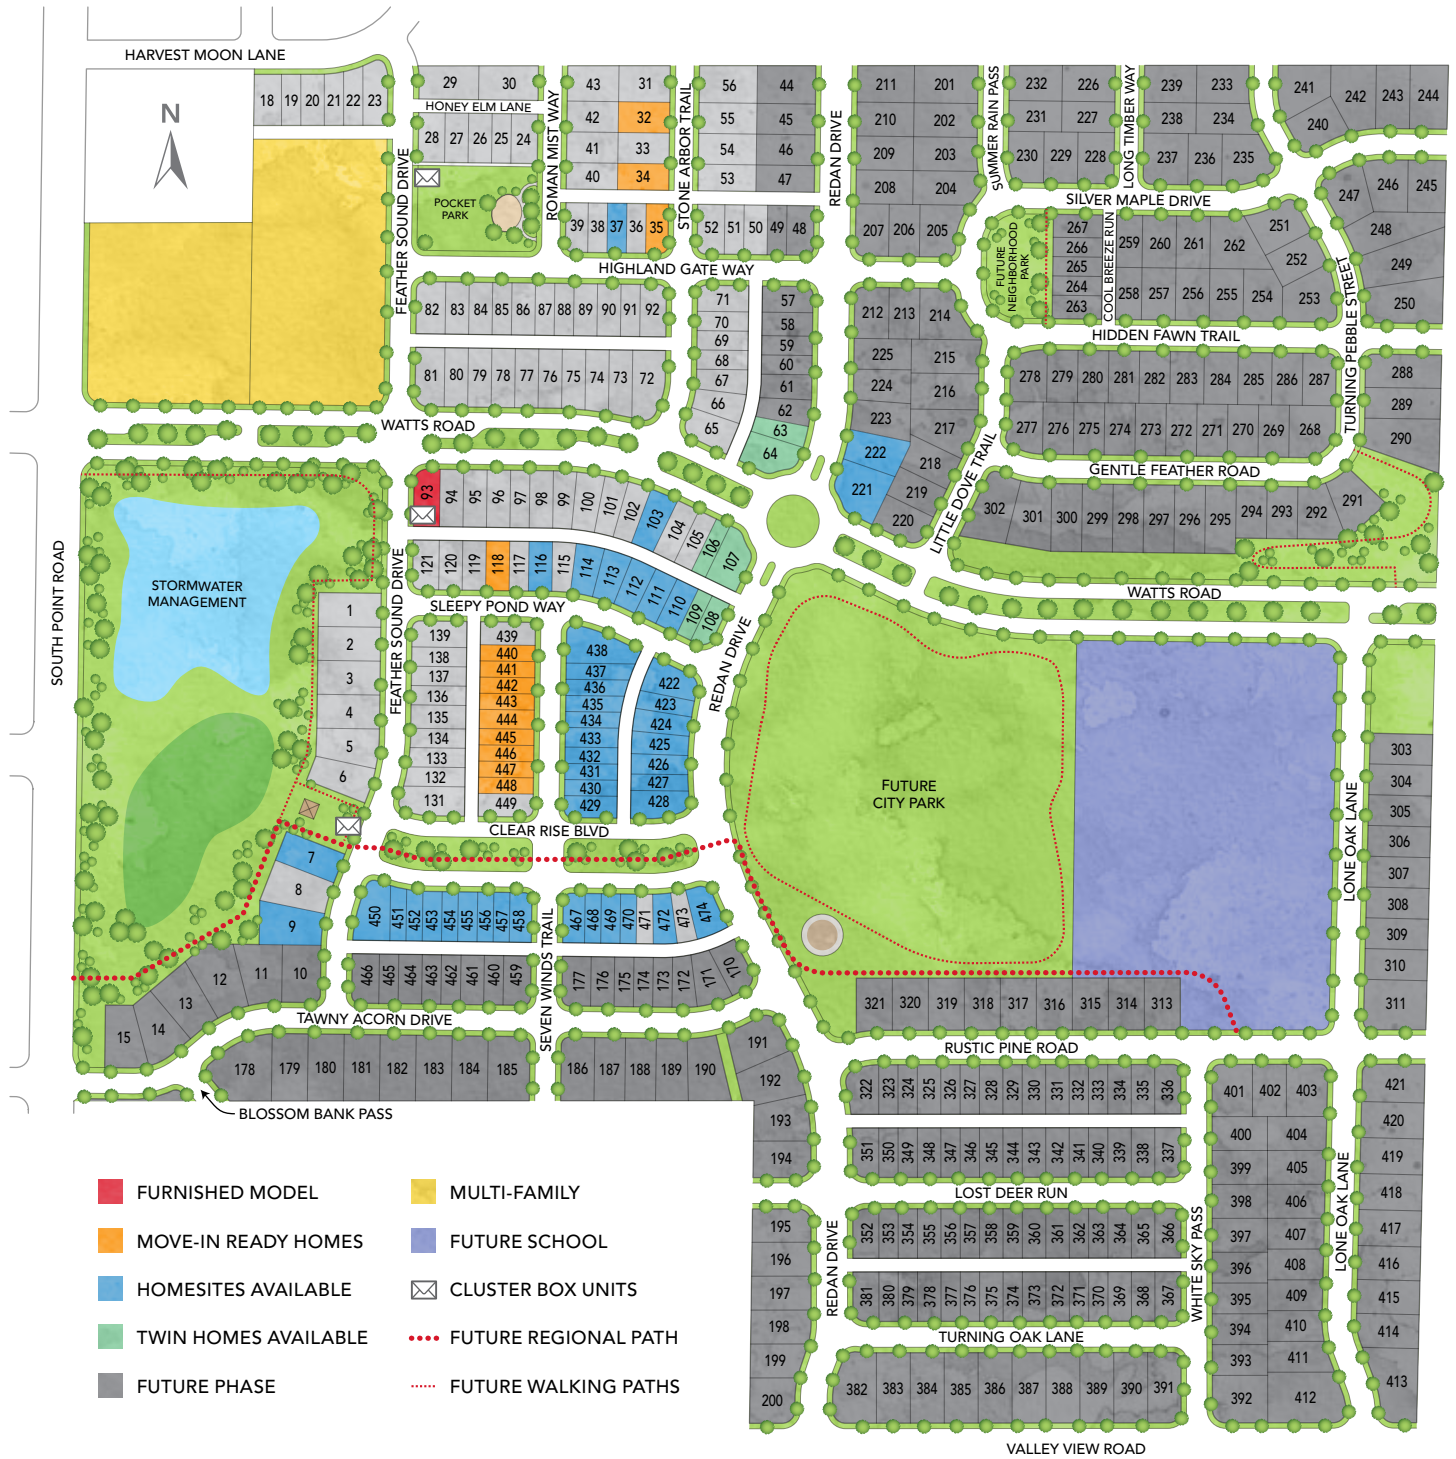 HARVEST MOON LANE
N
18 19 20 21 22 23
29 30
HONEY ELM LANE
28 27 26 25 24
POCKET
PARK
FEATHER SOUND DRIVE
ROMAN MIST WAY
43 31
42 32
41 33
40 34
39 38 37 36 35
STONE ARBOR TRAIL
56 44
55 45
54 46
53 47
52 51 50 49 48
REDAN DRIVE
211 201
210 202
209 203
208 204
207 206 205
SUMMER RAIN PASS
232 226
231 227
230 229 228
LONG TIMBER WAY
239 233
238 234
237 236 235
241 242 243 244
240
SILVER MAPLE DRIVE
247 246 245
248
249
250
FUTURE
NEIGHBORHOOD
PARK
267
266
265
264
263
COOL BREEZE RUN
259 260 261 262 251
252
258 257 256 255 254 253
TURNING PEBBLE STREET
HIGHLAND GATE WAY
82 83 84 85 86 87 88 89 90 91 92
81 80 79 78 77 76 75 74 73 72
71
70
69
68
67
66
65
57
58
59
60
61
62
63
64
212 213 214
225 215
224 216
223 217
222 218
221 219
220
LITTLE DOVE TRAIL
HIDDEN FAWN TRAIL
278 279 280 281 282 283 284 285 286 287
277 276 275 274 273 272 271 270 269 268
288
289
290
GENTLE FEATHER ROAD
302 301 300 299 298 297 296 295 294 293 292 291
WATTS ROAD
WATTS ROAD
SOUTH POINT ROAD
STORMWATER
MANAGEMENT
93 94 95 96 97 98 99 100 101 102 103 104 105 106 107
121 120 119 118 117 116 115 114 113 112 111 110 109 108
FEATHER SOUND DRIVE
SLEEPY POND WAY
REDAN DRIVE
1
2
3
4
5
6
7
8
9
139
138
137
136
135
134
133
132
131
439
440
441
442
443
444
445
446
447
448
449
438
437
436
435
434
433
432
431
430
429
422
423
424
425
426
427
428
FUTURE
CITY PARK
LONE OAK LANE
303
304
305
306
307
308
309
310
311
CLEAR RISE BLVD
450 451 452 453 454 455 456 457 458
466 465 464 463 462 461 460 459
SEVEN WINDS TRAIL
467 468 469 470 471 472 473 474
177 176 175 174 173 172 171 170
15 14 13 12 11 10
TAWNY ACORN DRIVE
178 179 180 181 182 183 184 185
186 187 188 189 190
191
192
193
194
BLOSSOM BANK PASS
321 320 319 318 317 316 315 314 313
RUSTIC PINE ROAD
322 323 324 325 326 327 328 329 330 331 332 333 334 335 336
351 350 349 348 347 346 345 344 343 342 341 340 339 338 337
LOST DEER RUN
352 353 354 355 356 357 358 359 360 361 362 363 364 365 366
381 380 379 378 377 376 375 374 373 372 371 370 369 368 367
TURNING OAK LANE
382 383 384 385 386 387 388 389 390 391
195
196
197
198
199
200
REDAN DRIVE
WHITE SKY PASS
401 402 403
400 404
399 405
398 406
397 407
396 408
395 409
394 410
393 411
392 412
LONE OAK LANE
421
420
419
418
417
416
415
414
413
VALLEY VIEW ROAD
FURNISHED MODEL
MOVE-IN READY HOMES
HOMESITES AVAILABLE
TWIN HOMES AVAILABLE
FUTURE PHASE
MULTI-FAMILY
FUTURE SCHOOL
CLUSTER BOX UNITS
FUTURE REGIONAL PATH
FUTURE WALKING PATHS